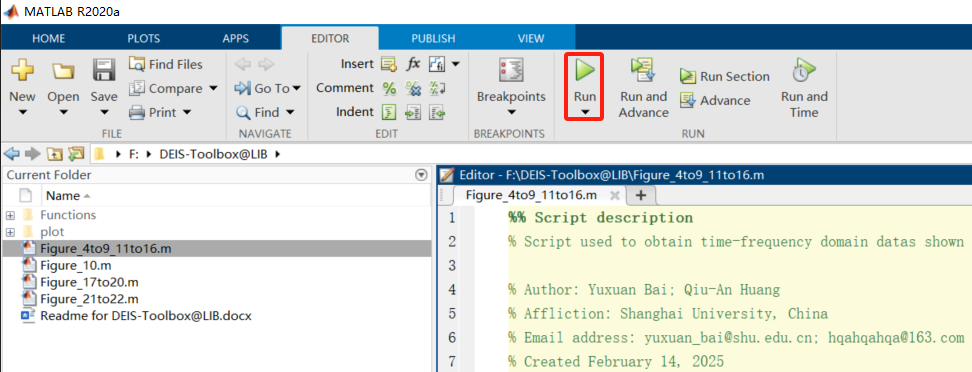 MATLAB R2020a
HOME PLOTS APPS EDITOR PUBLISH VIEW
New Open Save Find Files Compare Print
FILE
Go To Find
NAVIGATE
Insert fx
Comment %
Indent
EDIT
Breakpoints
BREAKPOINTS
Run
Run and Advance
Run Section
Advance
Run and Time
RUN
F: DEIS-Toolbox@LIB
Current Folder
Name
Functions
plot
Figure_4to9_11to16.m
Figure_10.m
Figure_17to20.m
Figure_21to22.m
Readme for DEIS-Toolbox@LIB.docx
Editor - F:\DEIS-Toolbox@LIB\Figure_4to9_11to16.m
Figure_4to9_11to16.m
1 %% Script description
2 % Script used to obtain time-frequency domain datas shown
3
4 % Author: Yuxuan Bai; Qiu-An Huang
5 % Affliction: Shanghai University, China
6 % Email address: yuxuan_bai@shu.edu.cn; hqahqahqa@163.com
7 % Created February 14, 2025